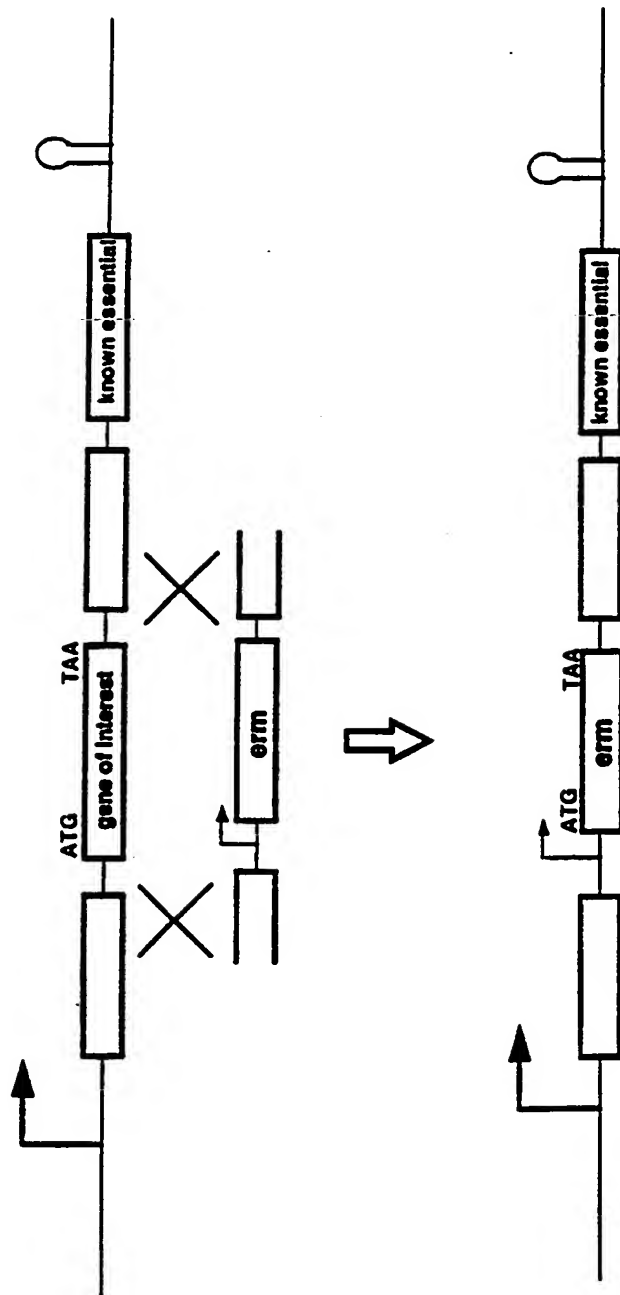 ATG TAA
gene of interest
known essential
erm
ATG TAA
erm
known essential